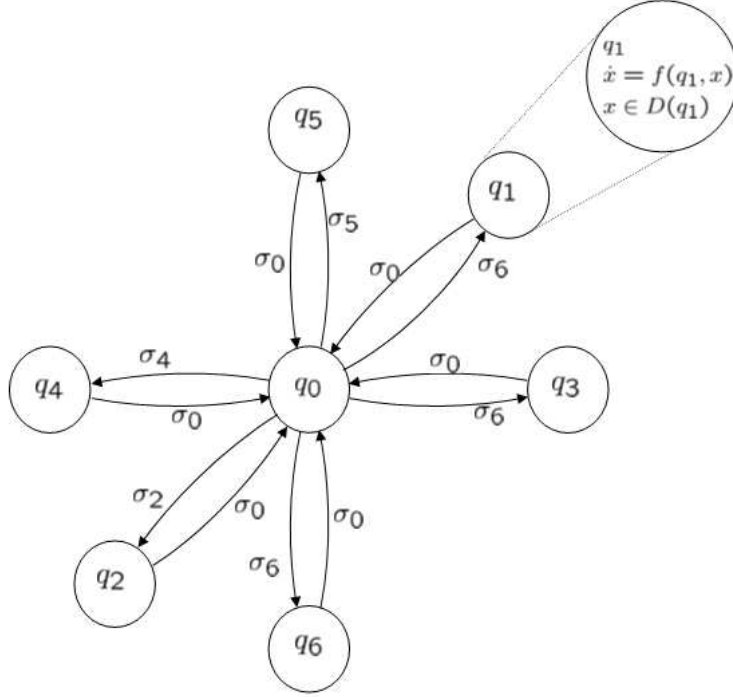 q₁
ẋ = f(q₁, x)
x ∈ D(q₁)
q₅
q₁
σ₅
σ₀
σ₀
σ₆
σ₄
σ₀
q₄
q₀
q₃
σ₀
σ₆
σ₂
σ₀
σ₀
σ₆
q₂
q₆